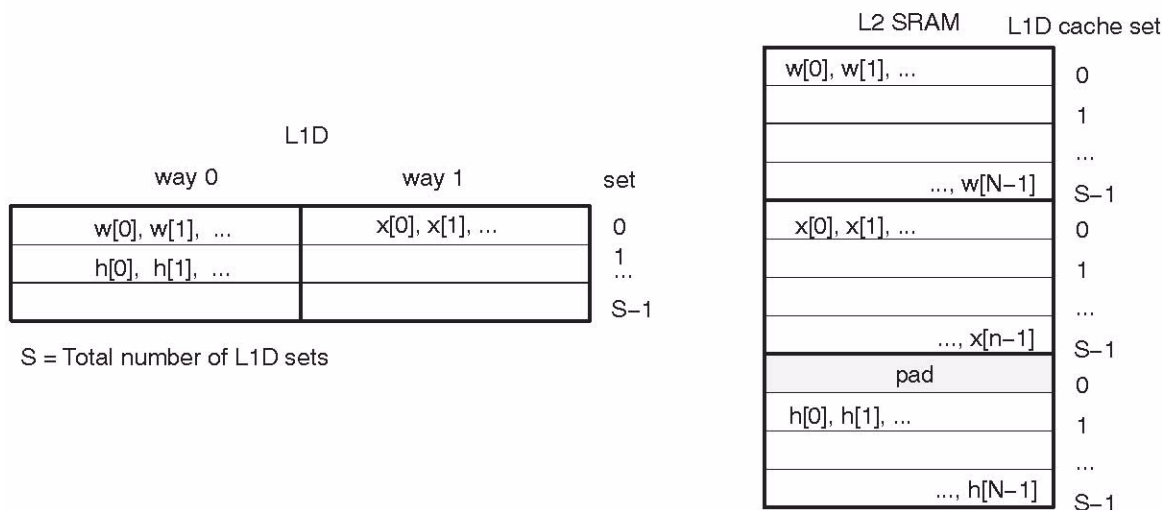 L1D
way 0 way 1 set
w[0], w[1], ... x[0], x[1], ... 0
h[0], h[1], ... 1
...
S−1
S = Total number of L1D sets
L2 SRAM L1D cache set
w[0], w[1], ... 0
1
...
..., w[N−1] S−1
x[0], x[1], ... 0
1
...
..., x[n−1] S−1
pad 0
h[0], h[1], ... 1
...
..., h[N−1] S−1